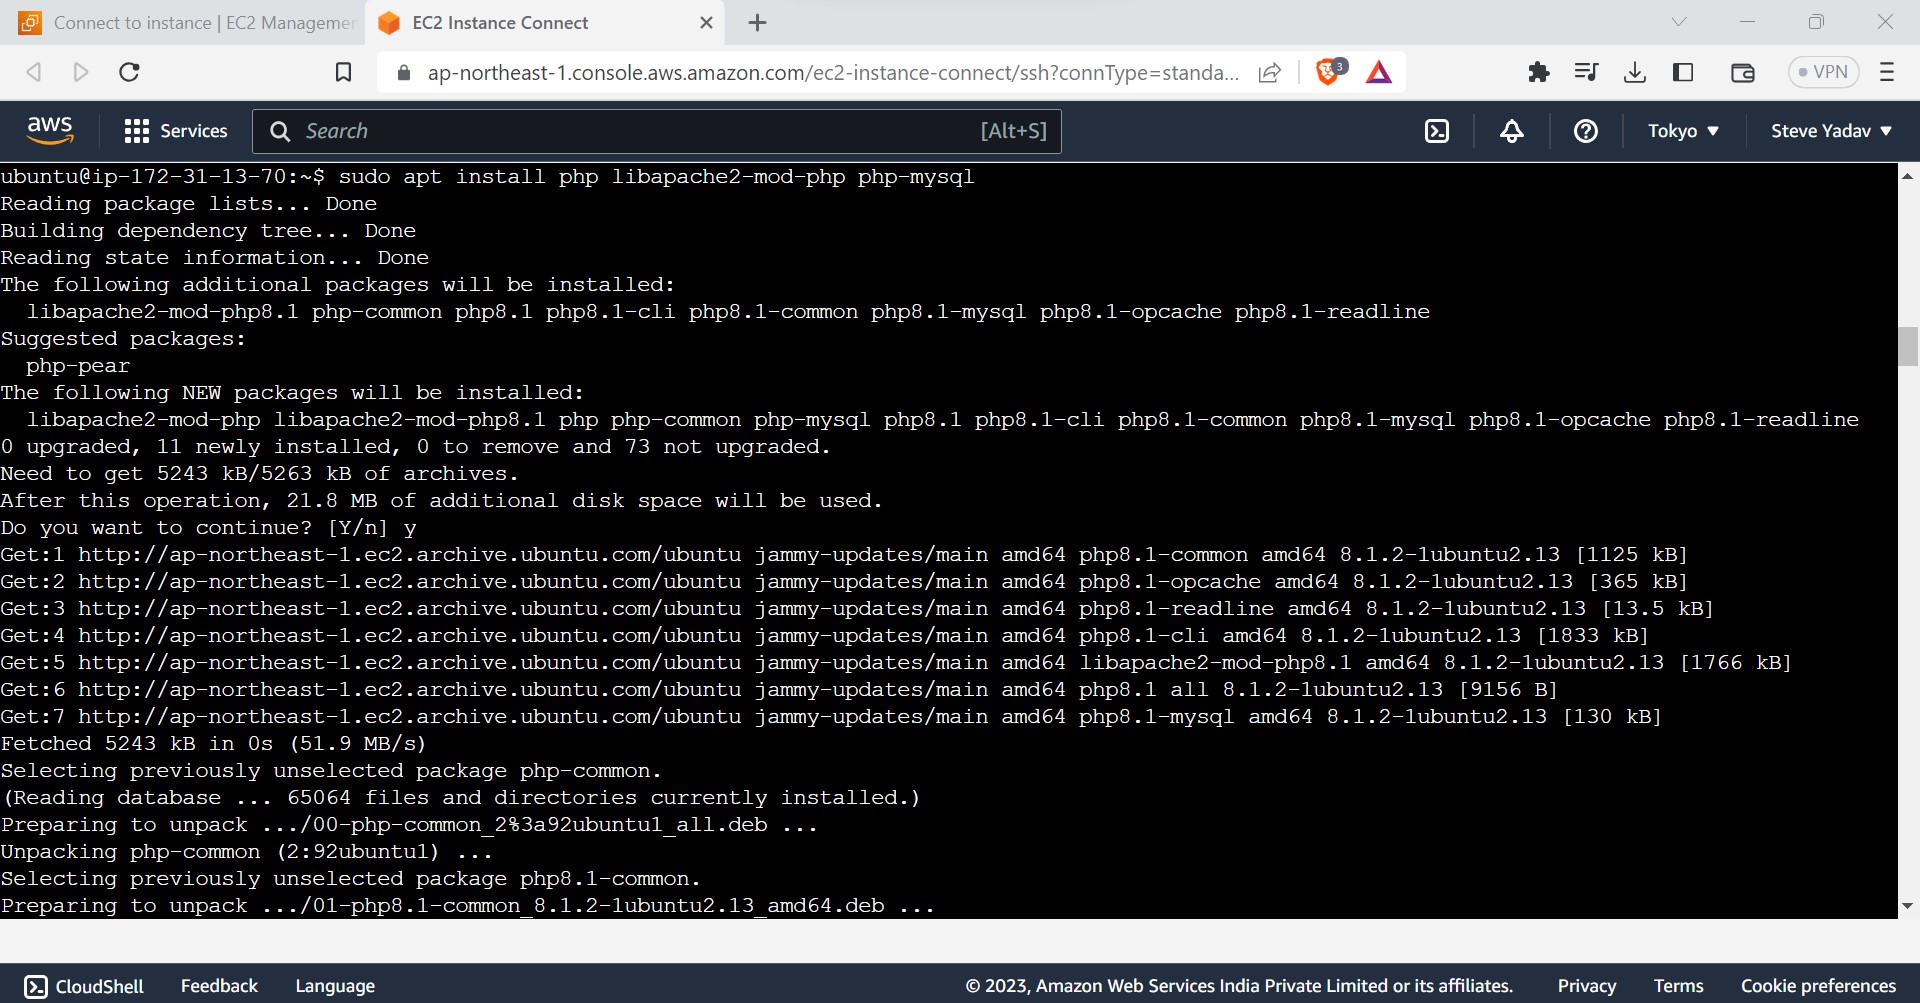 Connect to instance | EC2 Manageme
EC2 Instance Connect
ap-northeast-1.console.aws.amazon.com/ec2-instance-connect/ssh?connType=standa...
3
VPN
aws
Services
Search
[Alt+S]
Tokyo
Steve Yadav
ubuntu@ip-172-31-13-70:~$ sudo apt install php libapache2-mod-php php-mysql
Reading package lists... Done
Building dependency tree... Done
Reading state information... Done
The following additional packages will be installed:
  libapache2-mod-php8.1 php-common php8.1 php8.1-cli php8.1-common php8.1-mysql php8.1-opcache php8.1-readline
Suggested packages:
  php-pear
The following NEW packages will be installed:
  libapache2-mod-php libapache2-mod-php8.1 php php-common php-mysql php8.1 php8.1-cli php8.1-common php8.1-mysql php8.1-opcache php8.1-readline
0 upgraded, 11 newly installed, 0 to remove and 73 not upgraded.
Need to get 5243 kB/5263 kB of archives.
After this operation, 21.8 MB of additional disk space will be used.
Do you want to continue? [Y/n] y
Get:1 http://ap-northeast-1.ec2.archive.ubuntu.com/ubuntu jammy-updates/main amd64 php8.1-common amd64 8.1.2-1ubuntu2.13 [1125 kB]
Get:2 http://ap-northeast-1.ec2.archive.ubuntu.com/ubuntu jammy-updates/main amd64 php8.1-opcache amd64 8.1.2-1ubuntu2.13 [365 kB]
Get:3 http://ap-northeast-1.ec2.archive.ubuntu.com/ubuntu jammy-updates/main amd64 php8.1-readline amd64 8.1.2-1ubuntu2.13 [13.5 kB]
Get:4 http://ap-northeast-1.ec2.archive.ubuntu.com/ubuntu jammy-updates/main amd64 php8.1-cli amd64 8.1.2-1ubuntu2.13 [1833 kB]
Get:5 http://ap-northeast-1.ec2.archive.ubuntu.com/ubuntu jammy-updates/main amd64 libapache2-mod-php8.1 amd64 8.1.2-1ubuntu2.13 [1766 kB]
Get:6 http://ap-northeast-1.ec2.archive.ubuntu.com/ubuntu jammy-updates/main amd64 php8.1 all 8.1.2-1ubuntu2.13 [9156 B]
Get:7 http://ap-northeast-1.ec2.archive.ubuntu.com/ubuntu jammy-updates/main amd64 php8.1-mysql amd64 8.1.2-1ubuntu2.13 [130 kB]
Fetched 5243 kB in 0s (51.9 MB/s)
Selecting previously unselected package php-common.
(Reading database ... 65064 files and directories currently installed.)
Preparing to unpack .../00-php-common_2%3a92ubuntu1_all.deb ...
Unpacking php-common (2:92ubuntu1) ...
Selecting previously unselected package php8.1-common.
Preparing to unpack .../01-php8.1-common_8.1.2-1ubuntu2.13_amd64.deb ...
CloudShell
Feedback
Language
© 2023, Amazon Web Services India Private Limited or its affiliates.
Privacy
Terms
Cookie preferences